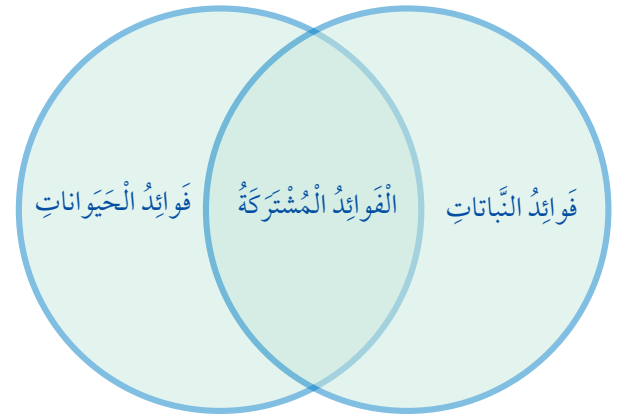 فَوائِدُ النَّباتاتِ
الْفَوائِدُ الْمُشْتَرَكَةُ
فَوائِدُ الْحَيَواناتِ